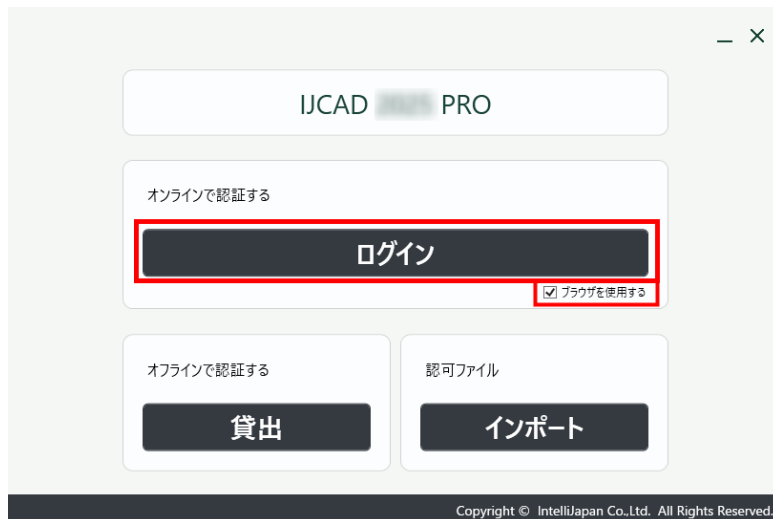 IJCAD PRO
オンラインで認証する
ログイン
ブラウザを使用する
オフラインで認証する
貸出
認可ファイル
インポート
Copyright © IntelliJapan Co.,Ltd. All Rights Reserved.